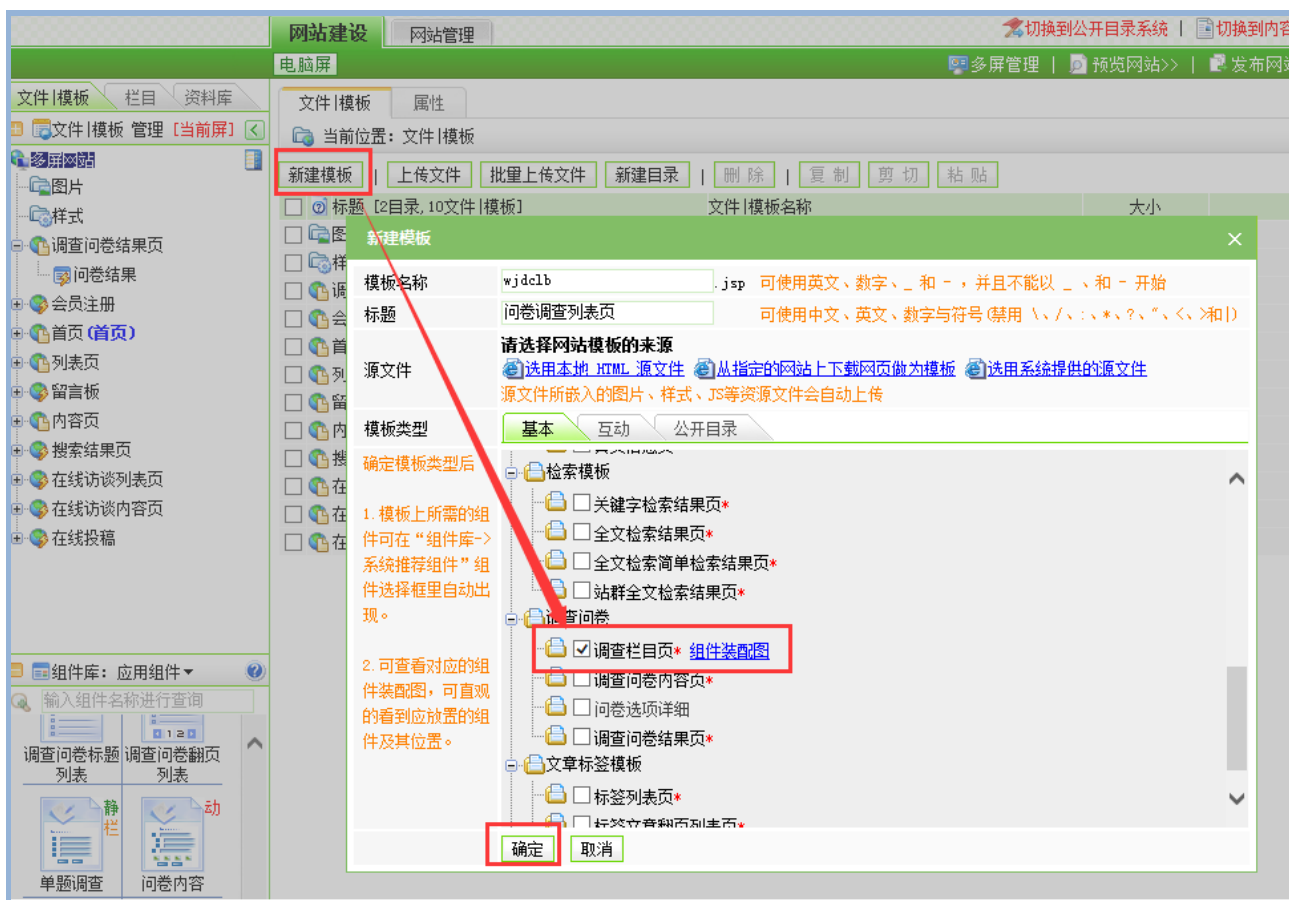 网站建设 网站管理 切换到公开目录系统 | 切换到内容
电脑屏 多屏管理 | 预览网站>> | 发布网站
文件|模板 栏目 资料库
文件|模板 管理 [当前屏]
多屏网站
图片
样式
调查问卷结果页
问卷结果
会员注册
首页(首页)
列表页
留言板
内容页
搜索结果页
在线访谈列表页
在线访谈内容页
在线投稿
组件库: 应用组件
输入组件名称进行查询
1 2
调查问卷标题列表
调查问卷翻页列表
静
栏
动
单题调查
问卷内容
文件|模板 属性
当前位置: 文件|模板
新建模板 | 上传文件 批里上传文件 新建目录 | 删 除 | 复 制 剪 切 粘 贴
标题 [2目录,10文件|模板] 文件|模板名称 大小
图
样
调
会
首
列
留
内
搜
在
在
在
新建模板
模板名称 wjdclb .jsp 可使用英文、数字、_ 和 - ，并且不能以 _ 、和 - 开始
标题 问卷调查列表页 可使用中文、英文、数字与符号(禁用 \、/、:、*、?、"、<、>和|)
请选择网站模板的来源
源文件 选用本地 HTML 源文件 从指定的网站上下载网页做为模板 选用系统提供的源文件
源文件所嵌入的图片、样式、JS等资源文件会自动上传
模板类型 基本 互动 公开目录
确定模板类型后
1.模板上所需的组
件可在“组件库->
系统推荐组件”组
件选择框里自动出
现。
2.可查看对应的组
件装配图，可直观
的看到应放置的组
件及其位置。
检索模板
关键字检索结果页*
全文检索结果页*
全文检索简单检索结果页*
站群全文检索结果页*
调查问卷
调查栏目页* 组件装配图
调查问卷内容页*
问卷选项详细
调查问卷结果页*
文章标签模板
标签列表页*
标签文章翻页列表页*
确定 取消